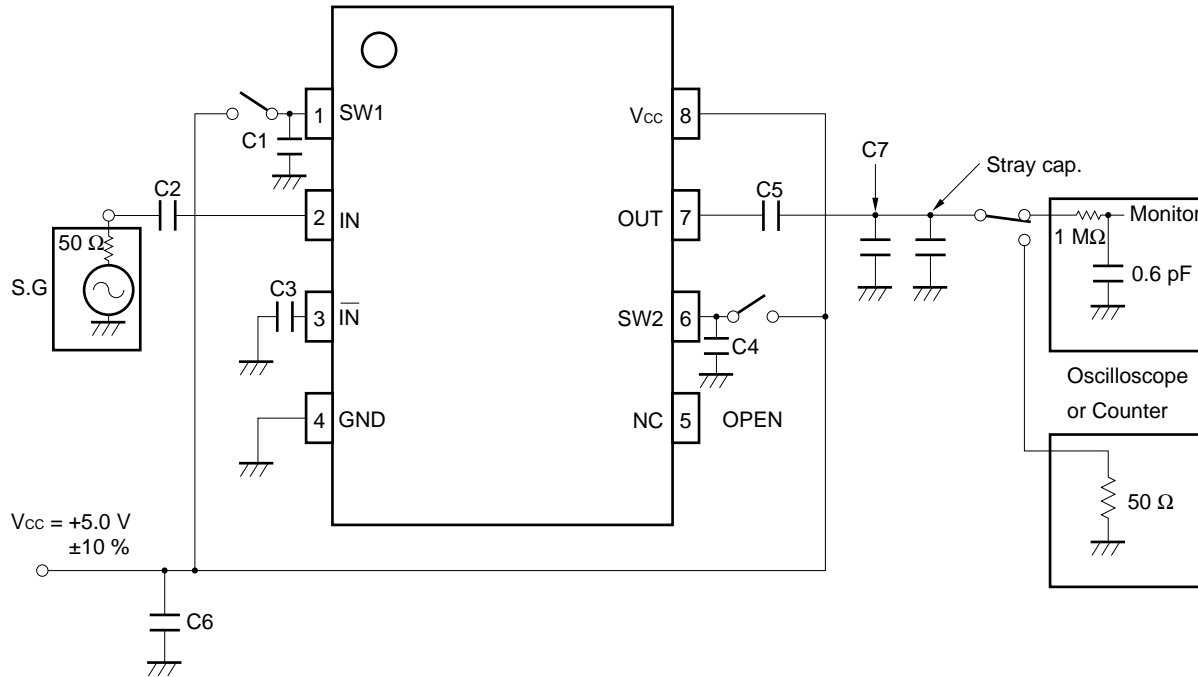 1
SW1
C1
VCC
8
C7
Stray cap.
C2
2
IN
C5
OUT
7
50 Ω
1 MΩ
Monitor
0.6 pF
S.G
C3
3
IN
SW2
6
C4
Oscilloscope
or Counter
4
GND
NC
5
OPEN
50 Ω
VCC = +5.0 V
±10 %
C6